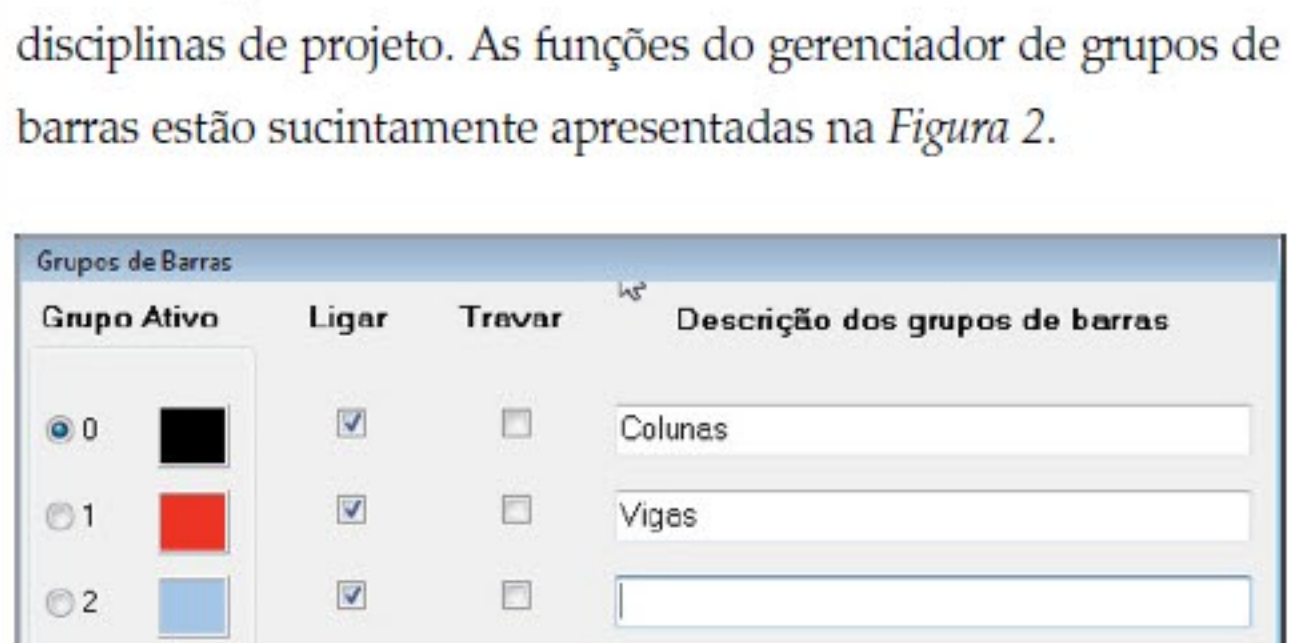 disciplinas de projeto. As funções do gerenciador de grupos de
barras estão sucintamente apresentadas na Figura 2.
Grupos de Barras
Grupo Ativo Ligar Travar Descrição dos grupos de barras
0 Colunas
1 Vigas
2